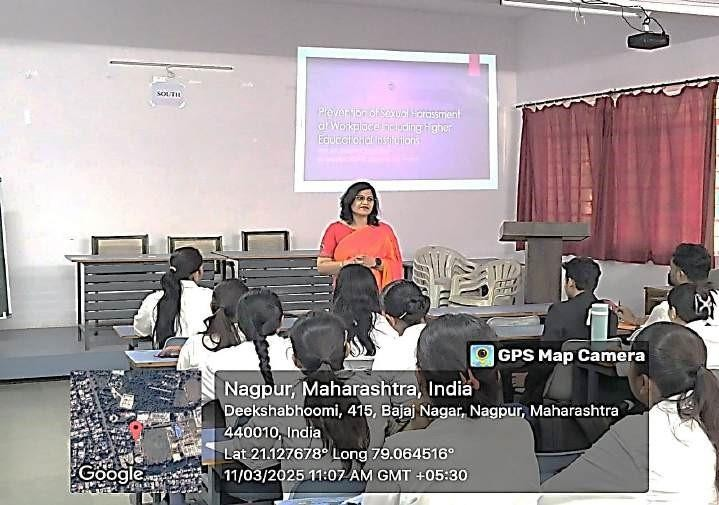 SOUTH
Prevention of Sexual Harassment
at Workplace including Higher
Educational Institutions
GPS Map Camera
Nagpur, Maharashtra, India
Deekshabhoomi, 415, Bajaj Nagar, Nagpur, Maharashtra
440010, India
Lat 21.127678° Long 79.064516°
11/03/2025 11:07 AM GMT +05:30
Google